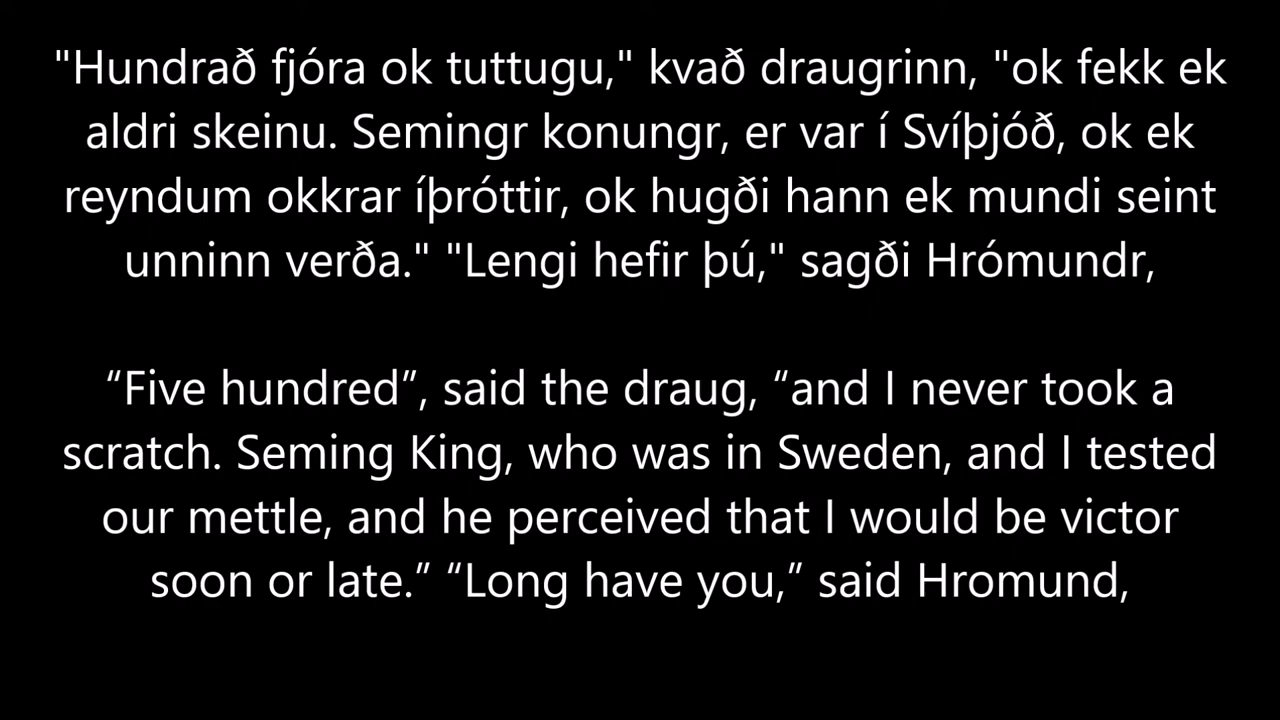 "Hundrað fjóra ok tuttugu," kvað draugrinn, "ok fekk ek
aldri skeinu. Semingr konungr, er var í Svíþjóð, ok ek
reyndum okkrar íþróttir, ok hugði hann ek mundi seint
unninn verða." "Lengi hefir þú," sagði Hrómundr,
“Five hundred”, said the draug, “and I never took a
scratch. Seming King, who was in Sweden, and I tested
our mettle, and he perceived that I would be victor
soon or late.” “Long have you,” said Hromund,